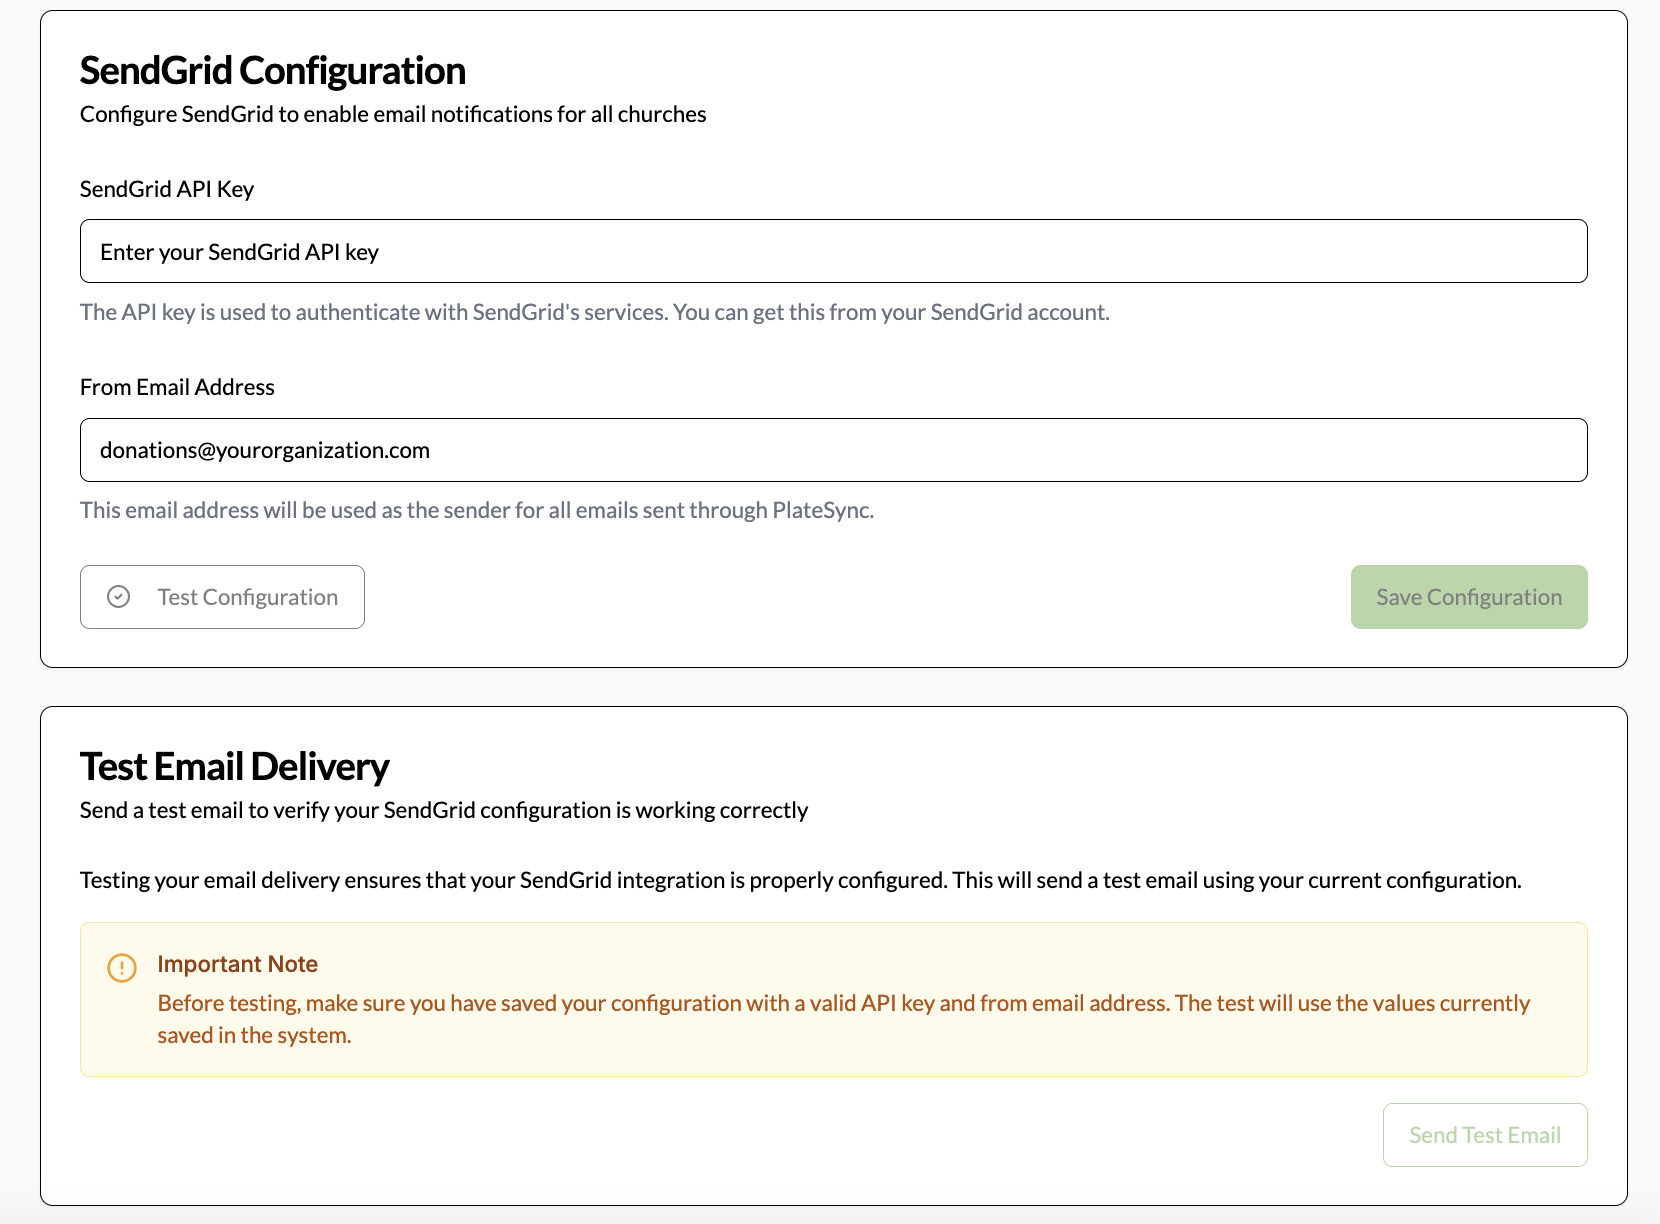 SendGrid Configuration
Configure SendGrid to enable email notifications for all churches
SendGrid API Key
Enter your SendGrid API key
The API key is used to authenticate with SendGrid's services. You can get this from your SendGrid account.
From Email Address
donations@yourorganization.com
This email address will be used as the sender for all emails sent through PlateSync.
Test Configuration
Save Configuration
Test Email Delivery
Send a test email to verify your SendGrid configuration is working correctly
Testing your email delivery ensures that your SendGrid integration is properly configured. This will send a test email using your current configuration.
Important Note
Before testing, make sure you have saved your configuration with a valid API key and from email address. The test will use the values currently
saved in the system.
Send Test Email